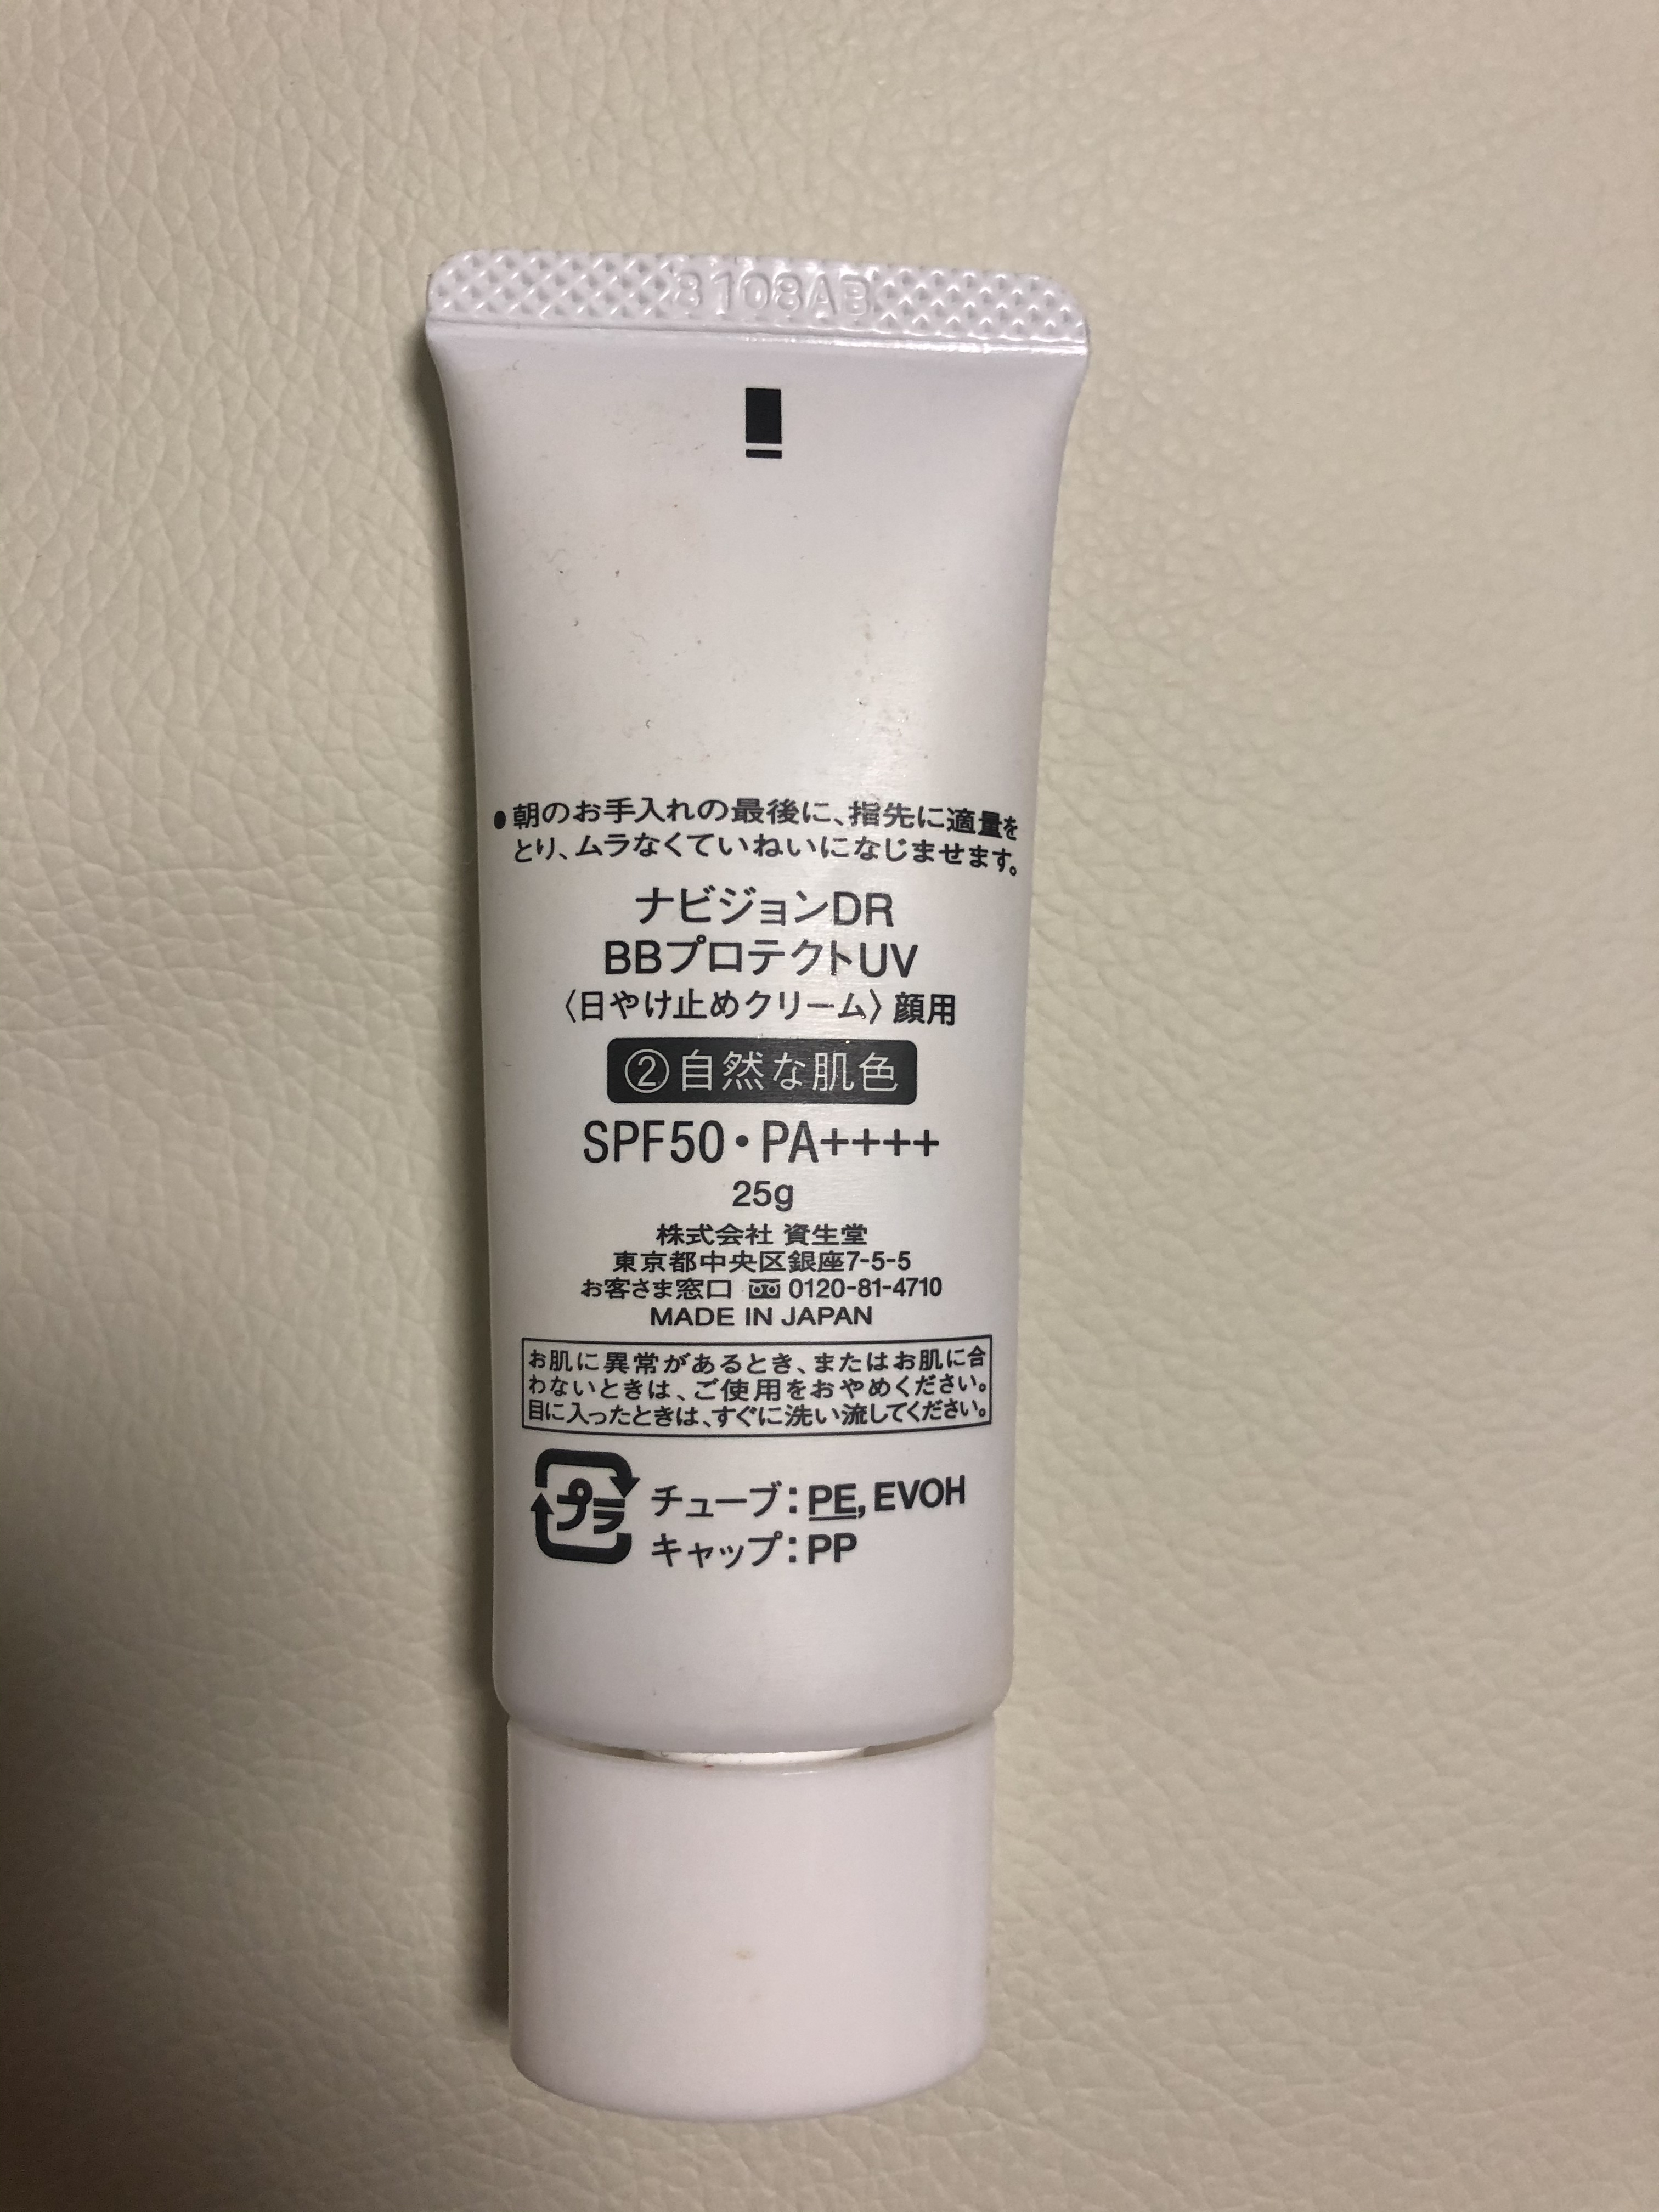 8108AB
●朝のお手入れの最後に、指先に適量を
とり、ムラなくていねいになじませます。
ナビジョンDR
BBプロテクトUV
〈日やけ止めクリーム〉顔用
②自然な肌色
SPF50・PA++++
25g
株式会社 資生堂
東京都中央区銀座7-5-5
お客さま窓口 0120-81-4710
MADE IN JAPAN
お肌に異常があるとき、またはお肌に合
わないときは、ご使用をおやめください。
目に入ったときは、すぐに洗い流してください。
プラ チューブ:PE, EVOH
キャップ:PP